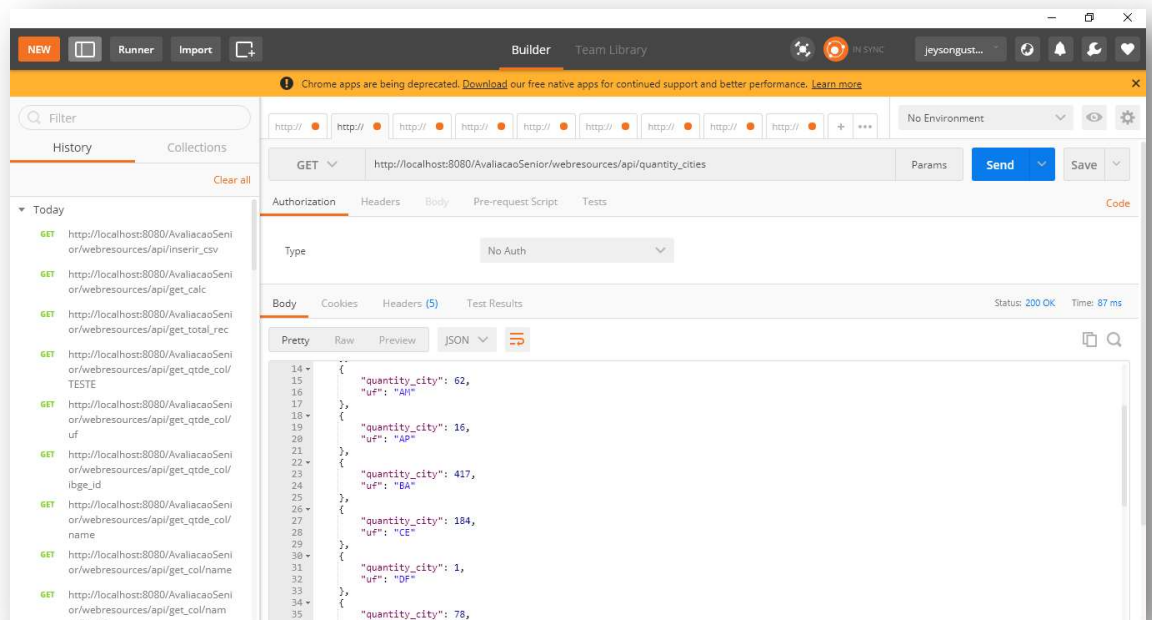 NEW Runner Import Builder Team Library IN SYNC jeysongust...
Chrome apps are being deprecated. Download our free native apps for continued support and better performance. Learn more
Filter
History Collections
Clear all
Today
GET http://localhost:8080/AvaliacaoSeni
or/webresources/api/inserir_csv
GET http://localhost:8080/AvaliacaoSeni
or/webresources/api/get_calc
GET http://localhost:8080/AvaliacaoSeni
or/webresources/api/get_total_rec
GET http://localhost:8080/AvaliacaoSeni
or/webresources/api/get_qtde_col/
TESTE
GET http://localhost:8080/AvaliacaoSeni
or/webresources/api/get_qtde_col/
uf
GET http://localhost:8080/AvaliacaoSeni
or/webresources/api/get_qtde_col/
ibge_id
GET http://localhost:8080/AvaliacaoSeni
or/webresources/api/get_qtde_col/
name
GET http://localhost:8080/AvaliacaoSeni
or/webresources/api/get_col/name
GET http://localhost:8080/AvaliacaoSeni
or/webresources/api/get_col/nam
http:// http:// http:// http:// http:// http:// http:// http:// http:// + •••
No Environment
GET http://localhost:8080/AvaliacaoSenior/webresources/api/quantity_cities Params Send Save
Authorization Headers Body Pre-request Script Tests Code
Type No Auth
Body Cookies Headers (5) Test Results Status: 200 OK Time: 87 ms
Pretty Raw Preview JSON
14 {
15 "quantity_city": 62,
16 "uf": "AM"
17 },
18 {
19 "quantity_city": 16,
20 "uf": "AP"
21 },
22 {
23 "quantity_city": 417,
24 "uf": "BA"
25 },
26 {
27 "quantity_city": 184,
28 "uf": "CE"
29 },
30 {
31 "quantity_city": 1,
32 "uf": "DF"
33 },
34 {
35 "quantity_city": 78,